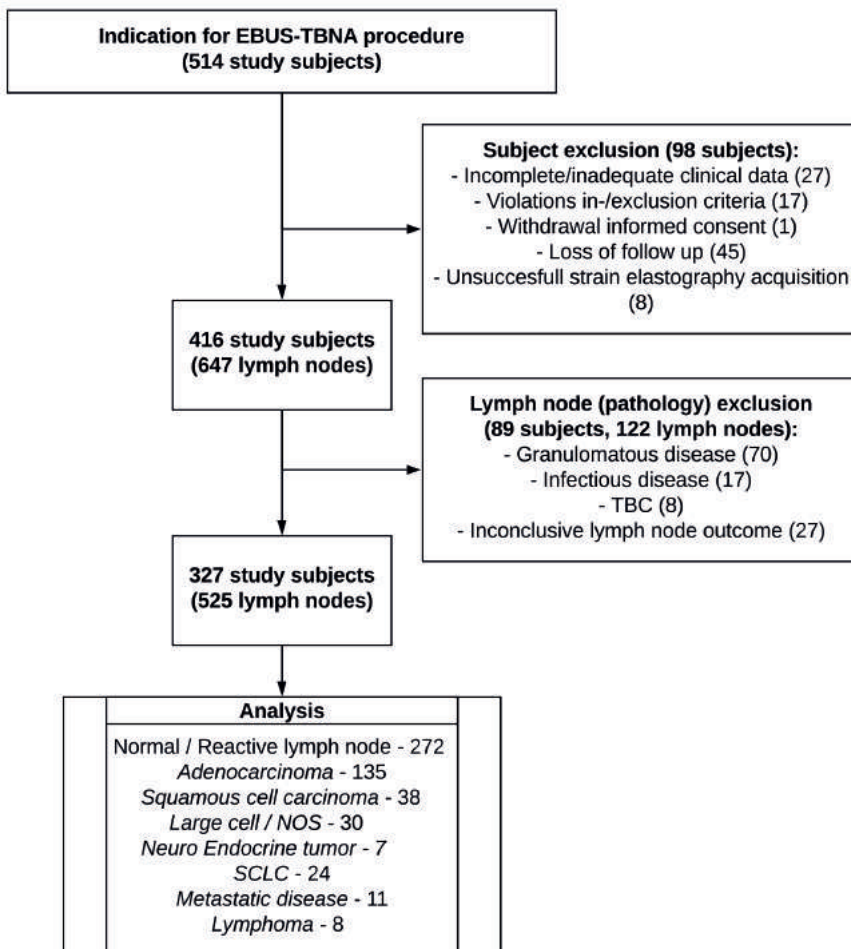 Indication for EBUS-TBNA procedure
(514 study subjects)
Subject exclusion (98 subjects):
- Incomplete/inadequate clinical data (27)
- Violations in-/exclusion criteria (17)
- Withdrawal informed consent (1)
- Loss of follow up (45)
- Unsuccesfull strain elastography acquisition
(8)
416 study subjects
(647 lymph nodes)
Lymph node (pathology) exclusion
(89 subjects, 122 lymph nodes):
- Granulomatous disease (70)
- Infectious disease (17)
- TBC (8)
- Inconclusive lymph node outcome (27)
327 study subjects
(525 lymph nodes)
Analysis
Normal / Reactive lymph node - 272
Adenocarcinoma - 135
Squamous cell carcinoma - 38
Large cell / NOS - 30
Neuro Endocrine tumor - 7
SCLC - 24
Metastatic disease - 11
Lymphoma - 8